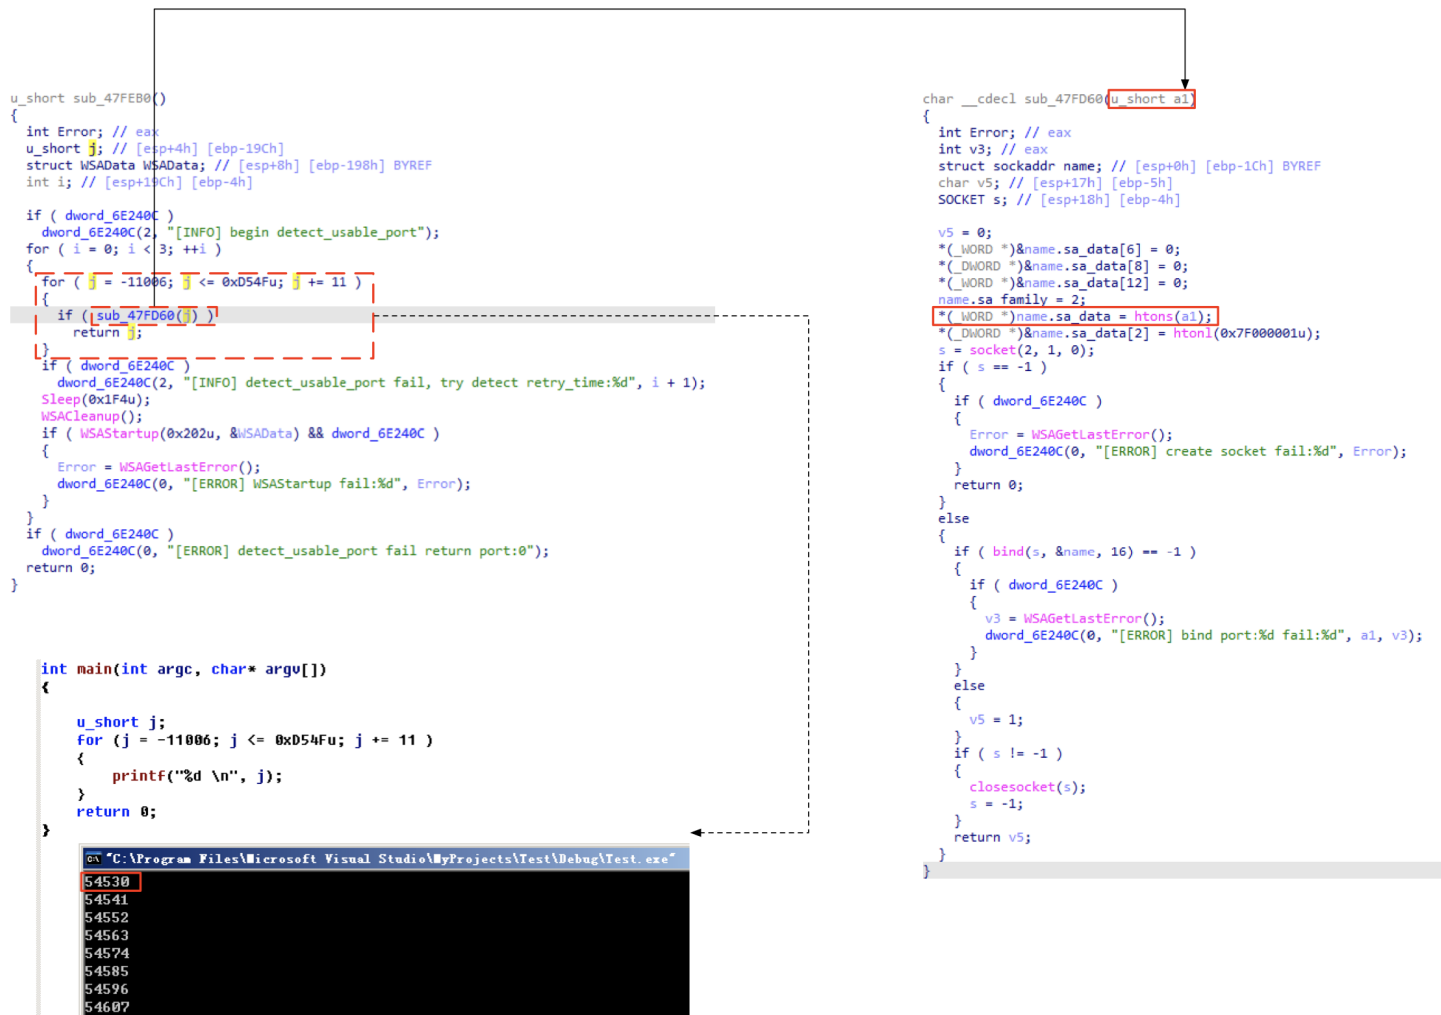 u_short sub_47FEB0()
{
int Error; // eax
u_short j; // [esp+4h] [ebp-19Ch]
struct WSAData WSAData; // [esp+8h] [ebp-198h] BYREF
int i; // [esp+19Ch] [ebp-4h]
if ( dword_6E240C )
dword_6E240C(2, "[INFO] begin detect_usable_port");
for ( i = 0; i < 3; ++i )
{
for ( j = -11006; j <= 0xD54Fu; j += 11 )
{
if ( sub_47FD60(j) )
return j;
}
if ( dword_6E240C )
dword_6E240C(2, "[INFO] detect_usable_port fail, try detect retry_time:%d", i + 1);
Sleep(0x1F4u);
WSACleanup();
if ( WSAStartup(0x202u, &WSAData) && dword_6E240C )
{
Error = WSAGetLastError();
dword_6E240C(0, "[ERROR] WSAStartup fail:%d", Error);
}
}
if ( dword_6E240C )
dword_6E240C(0, "[ERROR] detect_usable_port fail return port:0");
return 0;
}
char __cdecl sub_47FD60(u_short a1)
{
int Error; // eax
int v3; // eax
struct sockaddr name; // [esp+0h] [ebp-1Ch] BYREF
char v5; // [esp+17h] [ebp-5h]
SOCKET s; // [esp+18h] [ebp-4h]
v5 = 0;
*(_WORD *)&name.sa_data[6] = 0;
*(_DWORD *)&name.sa_data[8] = 0;
*(_WORD *)&name.sa_data[12] = 0;
name.sa_family = 2;
*(_WORD *)name.sa_data = htons(a1);
*(_DWORD *)&name.sa_data[2] = htonl(0x7F000001u);
s = socket(2, 1, 0);
if ( s == -1 )
{
if ( dword_6E240C )
{
Error = WSAGetLastError();
dword_6E240C(0, "[ERROR] create socket fail:%d", Error);
}
return 0;
}
else
{
if ( bind(s, &name, 16) == -1 )
{
if ( dword_6E240C )
{
v3 = WSAGetLastError();
dword_6E240C(0, "[ERROR] bind port:%d fail:%d", a1, v3);
}
}
else
{
v5 = 1;
}
if ( s != -1 )
{
closesocket(s);
s = -1;
}
return v5;
}
}
int main(int argc, char* argv[])
{
u_short j;
for (j = -11006; j <= 0xD54Fu; j += 11 )
{
printf("%d \n", j);
}
return 0;
}
"C:\Program Files\Microsoft Visual Studio\MyProjects\Test\Debug\Test.exe"
54530
54541
54552
54563
54574
54585
54596
54607